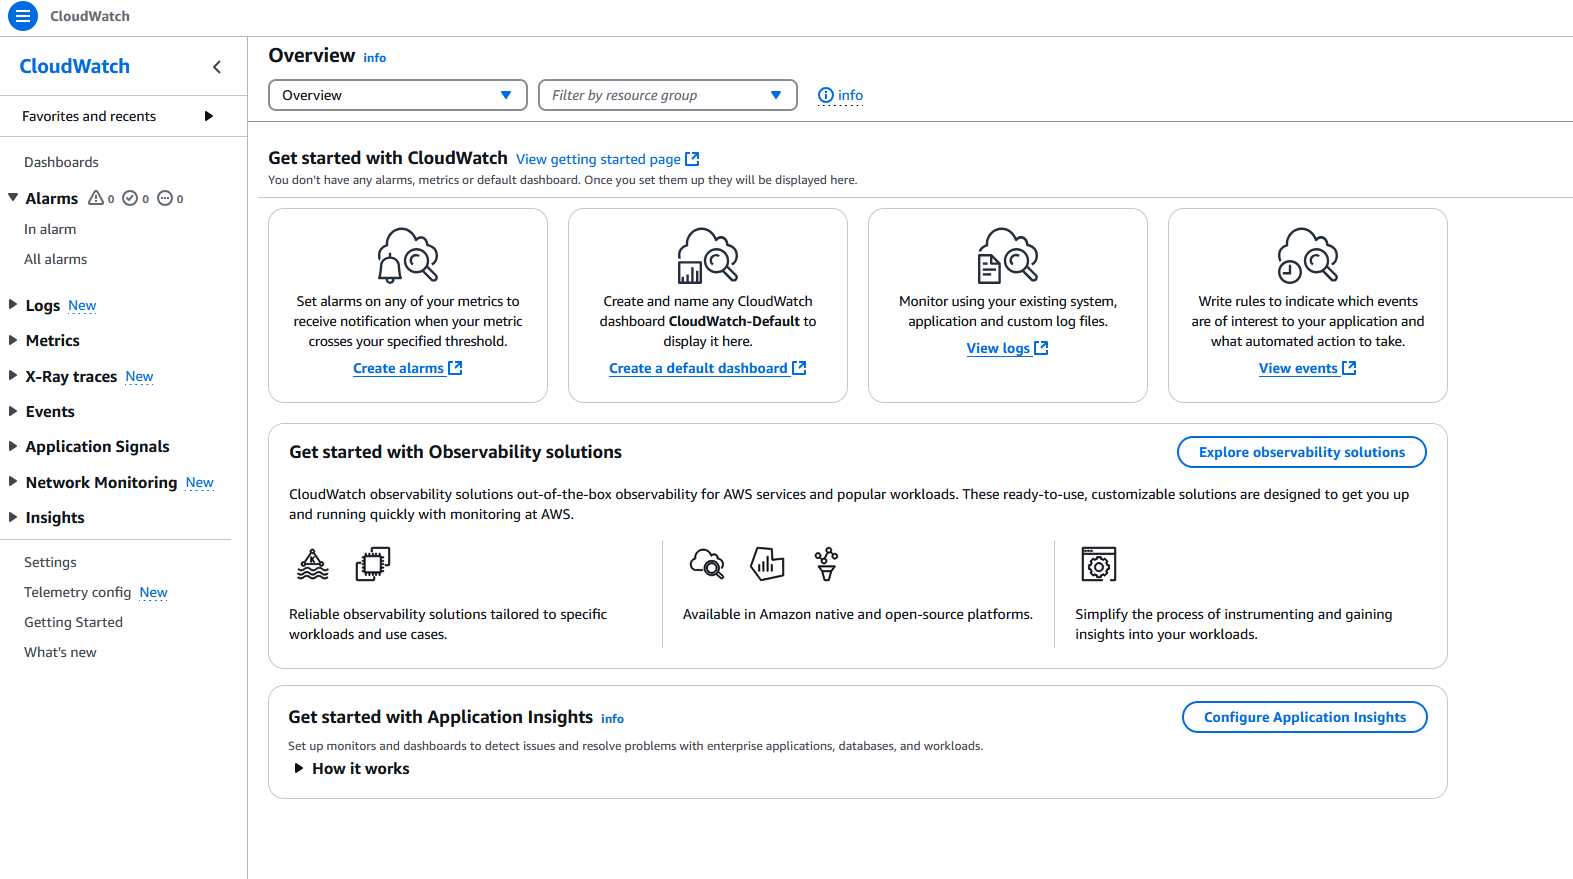 CloudWatch
CloudWatch
Favorites and recents
Dashboards
Alarms 0 0 0
In alarm
All alarms
Logs New
Metrics
X-Ray traces New
Events
Application Signals
Network Monitoring New
Insights
Settings
Telemetry config New
Getting Started
What's new
Overview info
Overview
Filter by resource group
info
Get started with CloudWatch View getting started page
You don't have any alarms, metrics or default dashboard. Once you set them up they will be displayed here.
Set alarms on any of your metrics to
receive notification when your metric
crosses your specified threshold.
Create alarms
Create and name any CloudWatch
dashboard CloudWatch-Default to
display it here.
Create a default dashboard
Monitor using your existing system,
application and custom log files.
View logs
Write rules to indicate which events
are of interest to your application and
what automated action to take.
View events
Get started with Observability solutions
Explore observability solutions
CloudWatch observability solutions out-of-the-box observability for AWS services and popular workloads. These ready-to-use, customizable solutions are designed to get you up
and running quickly with monitoring at AWS.
Reliable observability solutions tailored to specific
workloads and use cases.
Available in Amazon native and open-source platforms.
Simplify the process of instrumenting and gaining
insights into your workloads.
Get started with Application Insights info
Configure Application Insights
Set up monitors and dashboards to detect issues and resolve problems with enterprise applications, databases, and workloads.
How it works